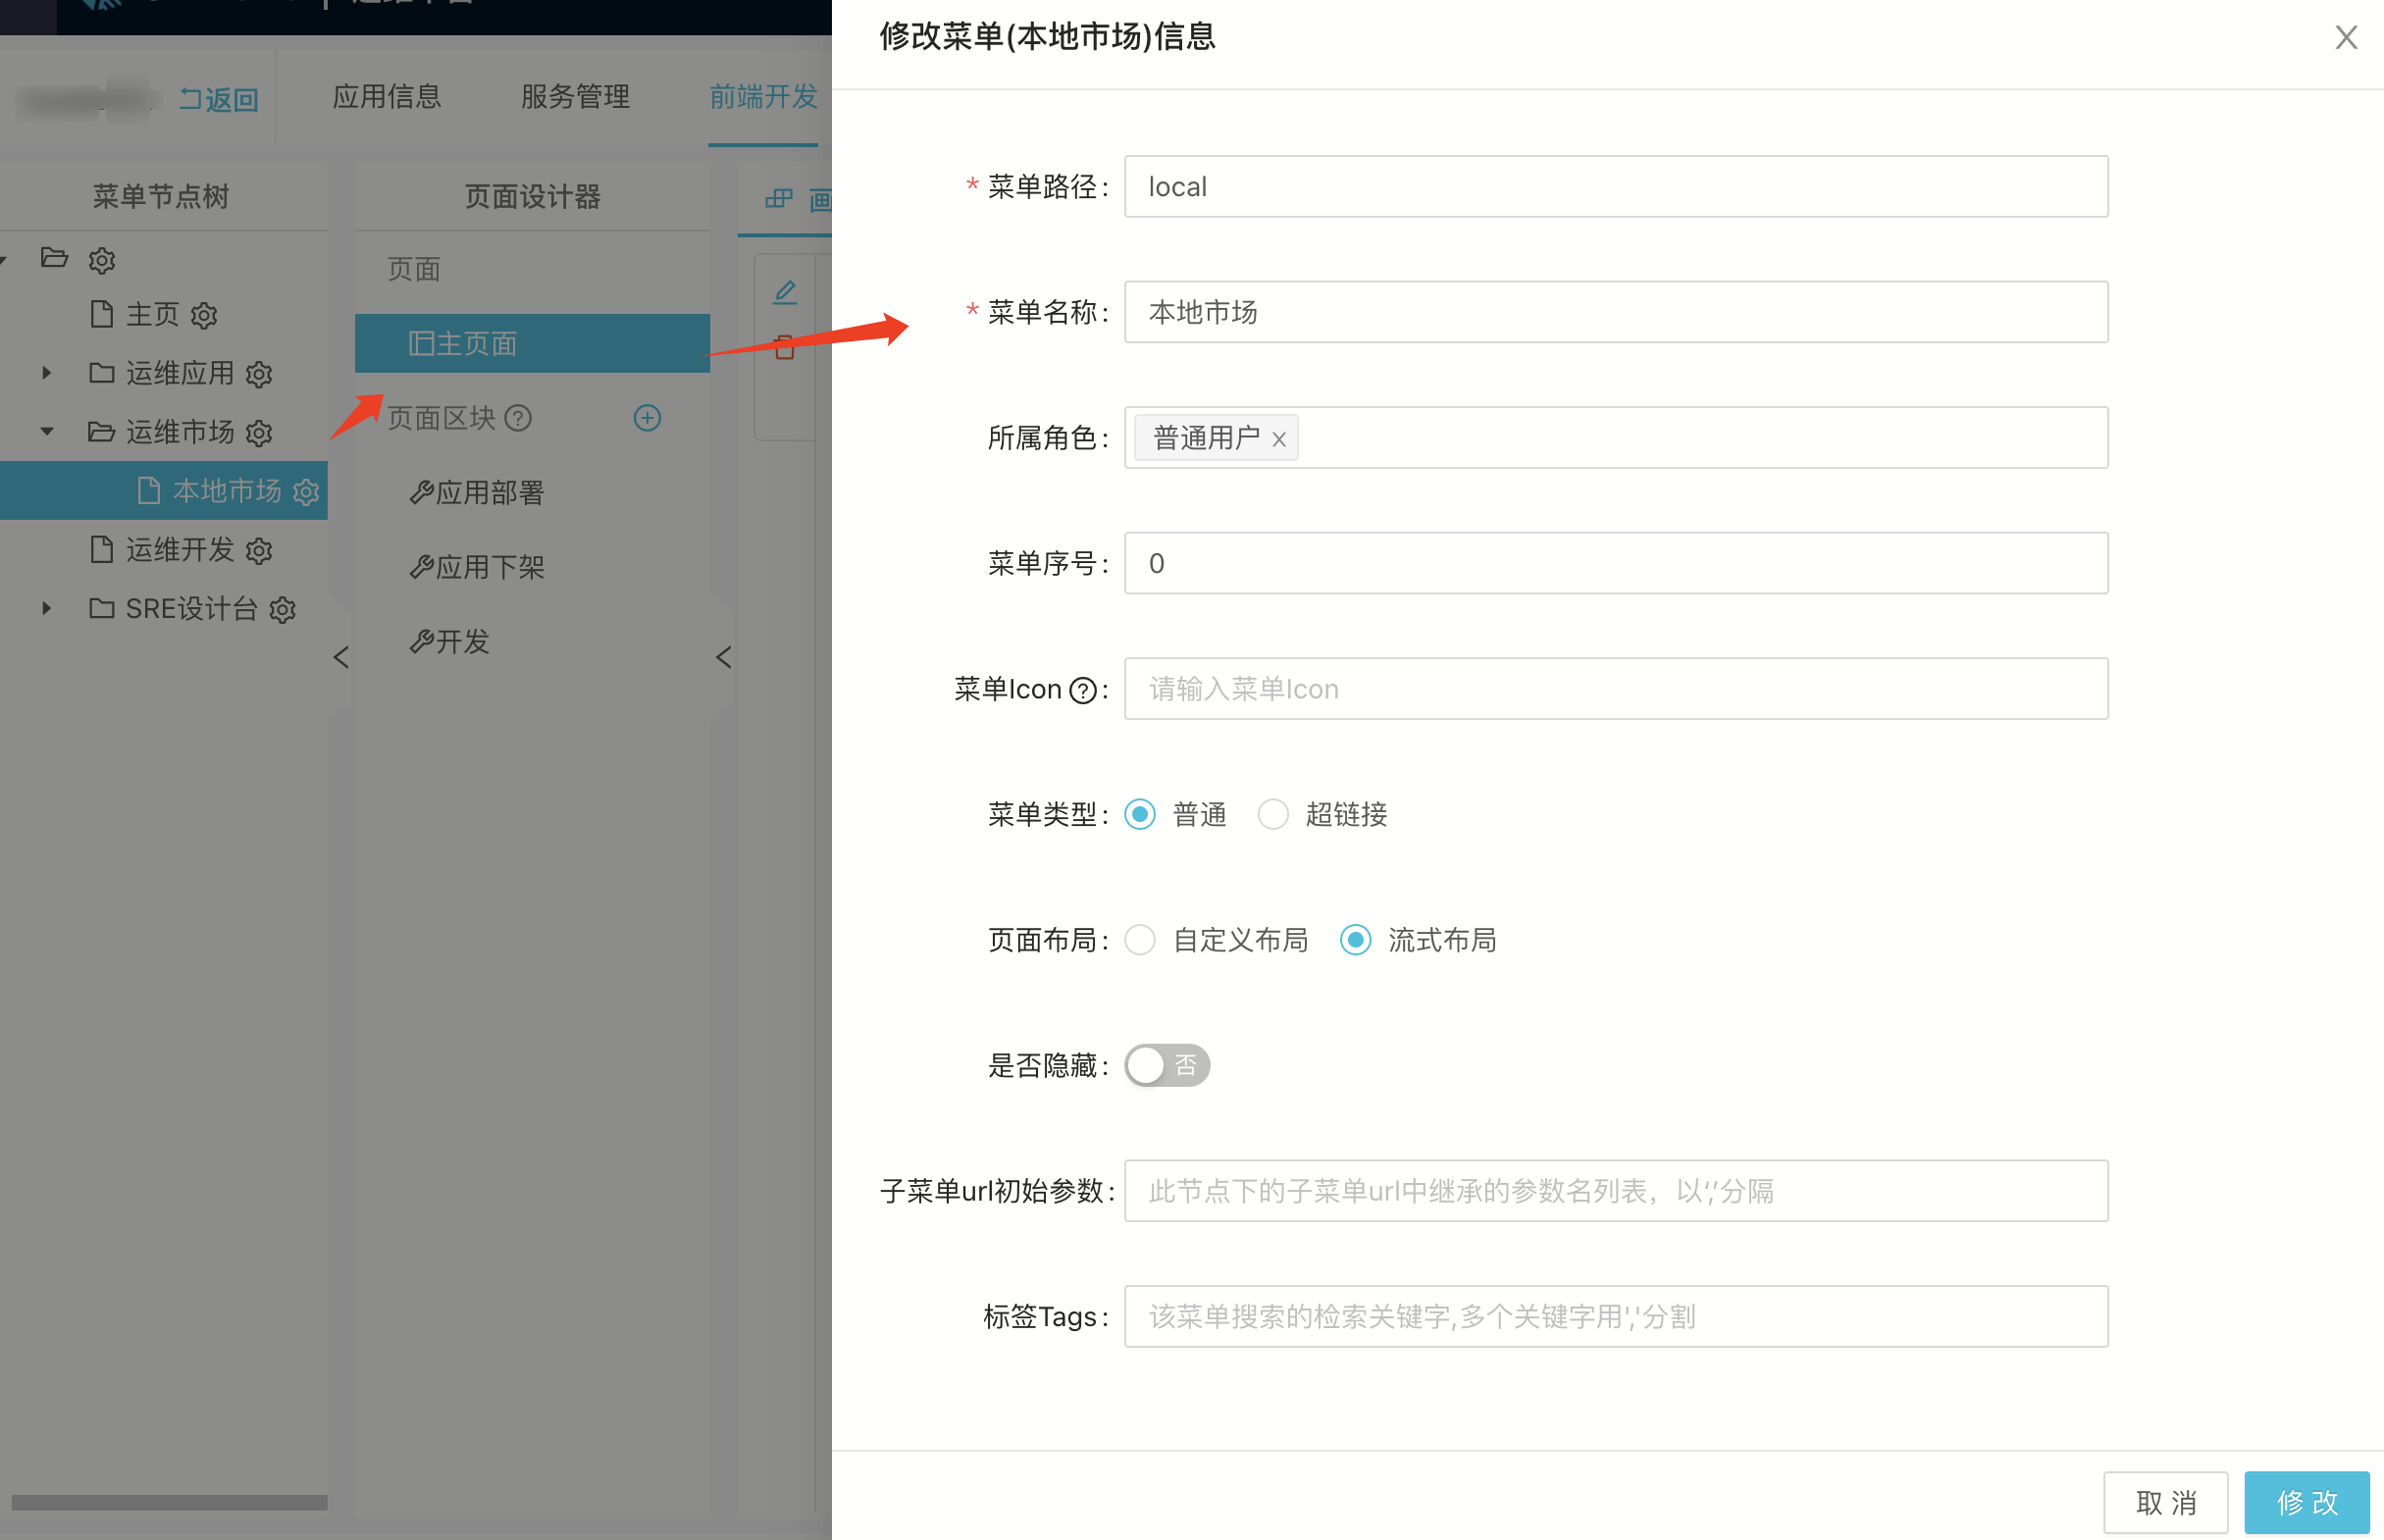 返回
应用信息
服务管理
前端开发
菜单节点树
主页
运维应用
运维市场
本地市场
运维开发
SRE设计台
页面设计器
页面
主页面
页面区块
应用部署
应用下架
开发
修改菜单(本地市场)信息
* 菜单路径: local
* 菜单名称: 本地市场
所属角色: 普通用户
菜单序号: 0
菜单Icon: 请输入菜单Icon
菜单类型: 普通 超链接
页面布局: 自定义布局 流式布局
是否隐藏: 否
子菜单url初始参数: 此节点下的子菜单url中继承的参数名列表，以','分隔
标签Tags: 该菜单搜索的检索关键字,多个关键字用','分割
取 消
修 改